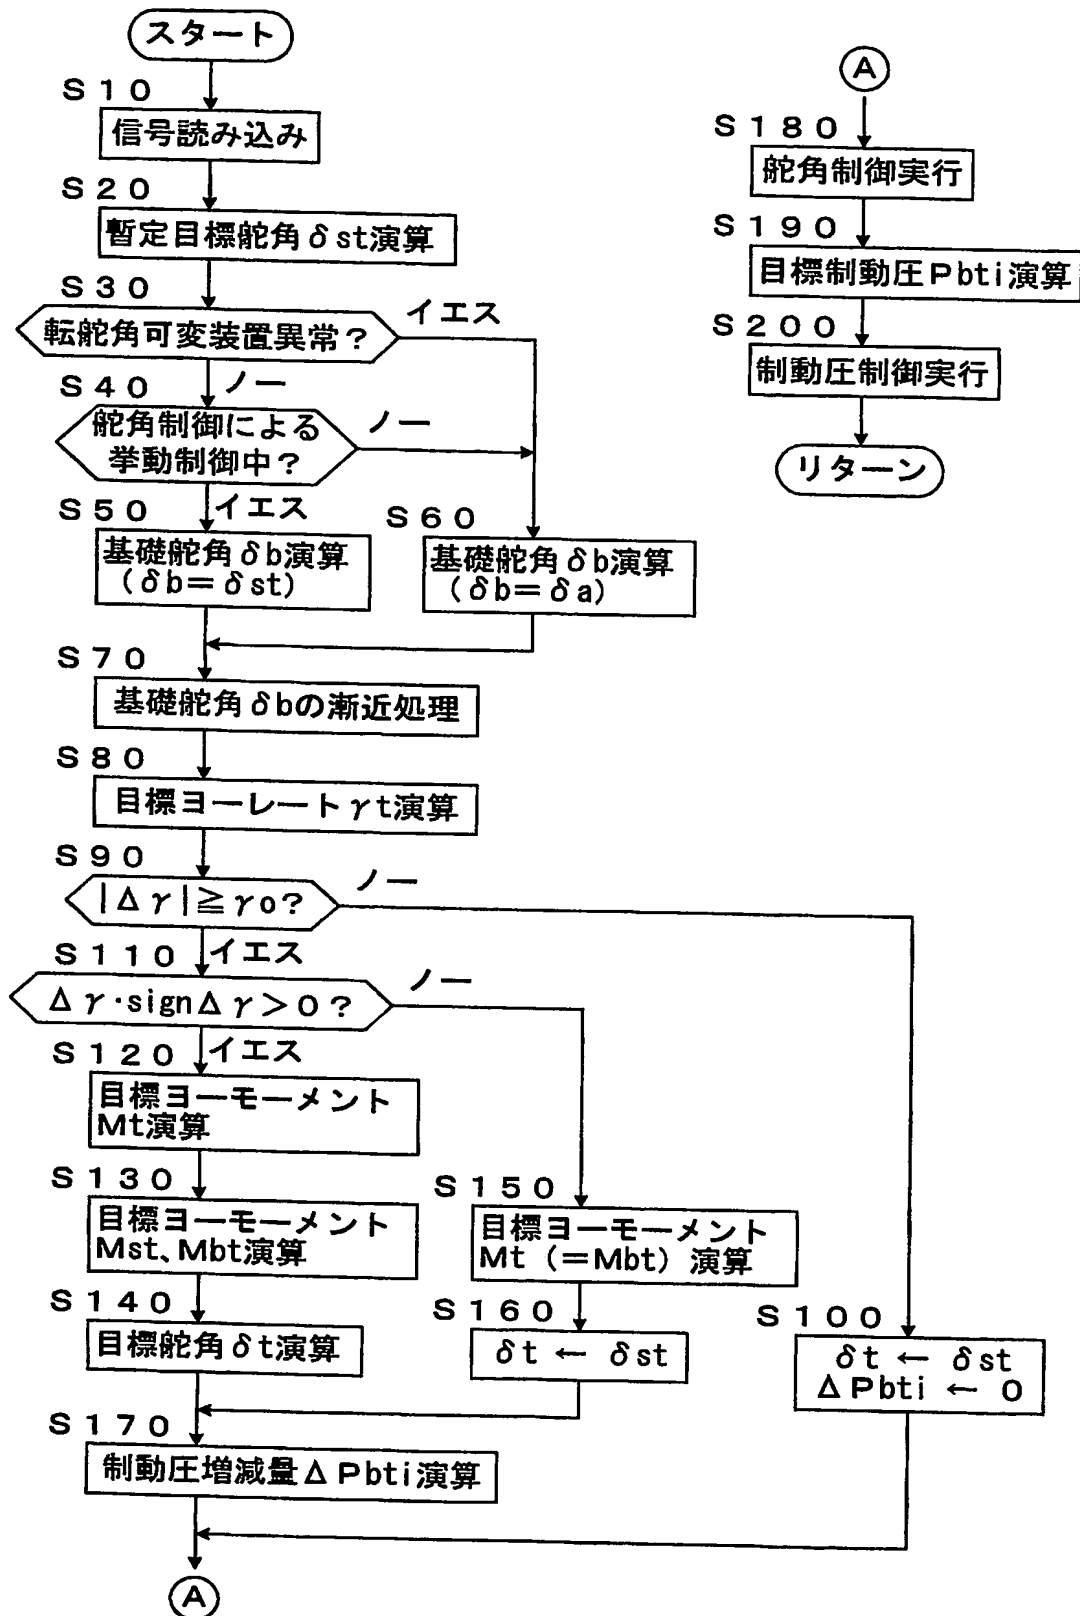 スタート
S10
信号読み込み
S20
暫定目標舵角δst演算
S30
転舵角可変装置異常?
イエス
ノー
S40
舵角制御による
挙動制御中?
ノー
イエス
S50
基礎舵角δb演算
(δb=δst)
S60
基礎舵角δb演算
(δb=δa)
S70
基礎舵角δbの漸近処理
S80
目標ヨーレートγt演算
S90
|Δγ|≧γo?
ノー
イエス
S110
Δγ·signΔγ>0?
ノー
イエス
S120
目標ヨーモーメント
Mt演算
S130
目標ヨーモーメント
Mst、Mbt演算
S140
目標舵角δt演算
S150
目標ヨーモーメント
Mt(=Mbt)演算
S160
δt ← δst
S100
δt ← δst
ΔPbti ← 0
S170
制動圧増減量ΔPbti演算
A
A
S180
舵角制御実行
S190
目標制動圧Pbti演算
S200
制動圧制御実行
リターン